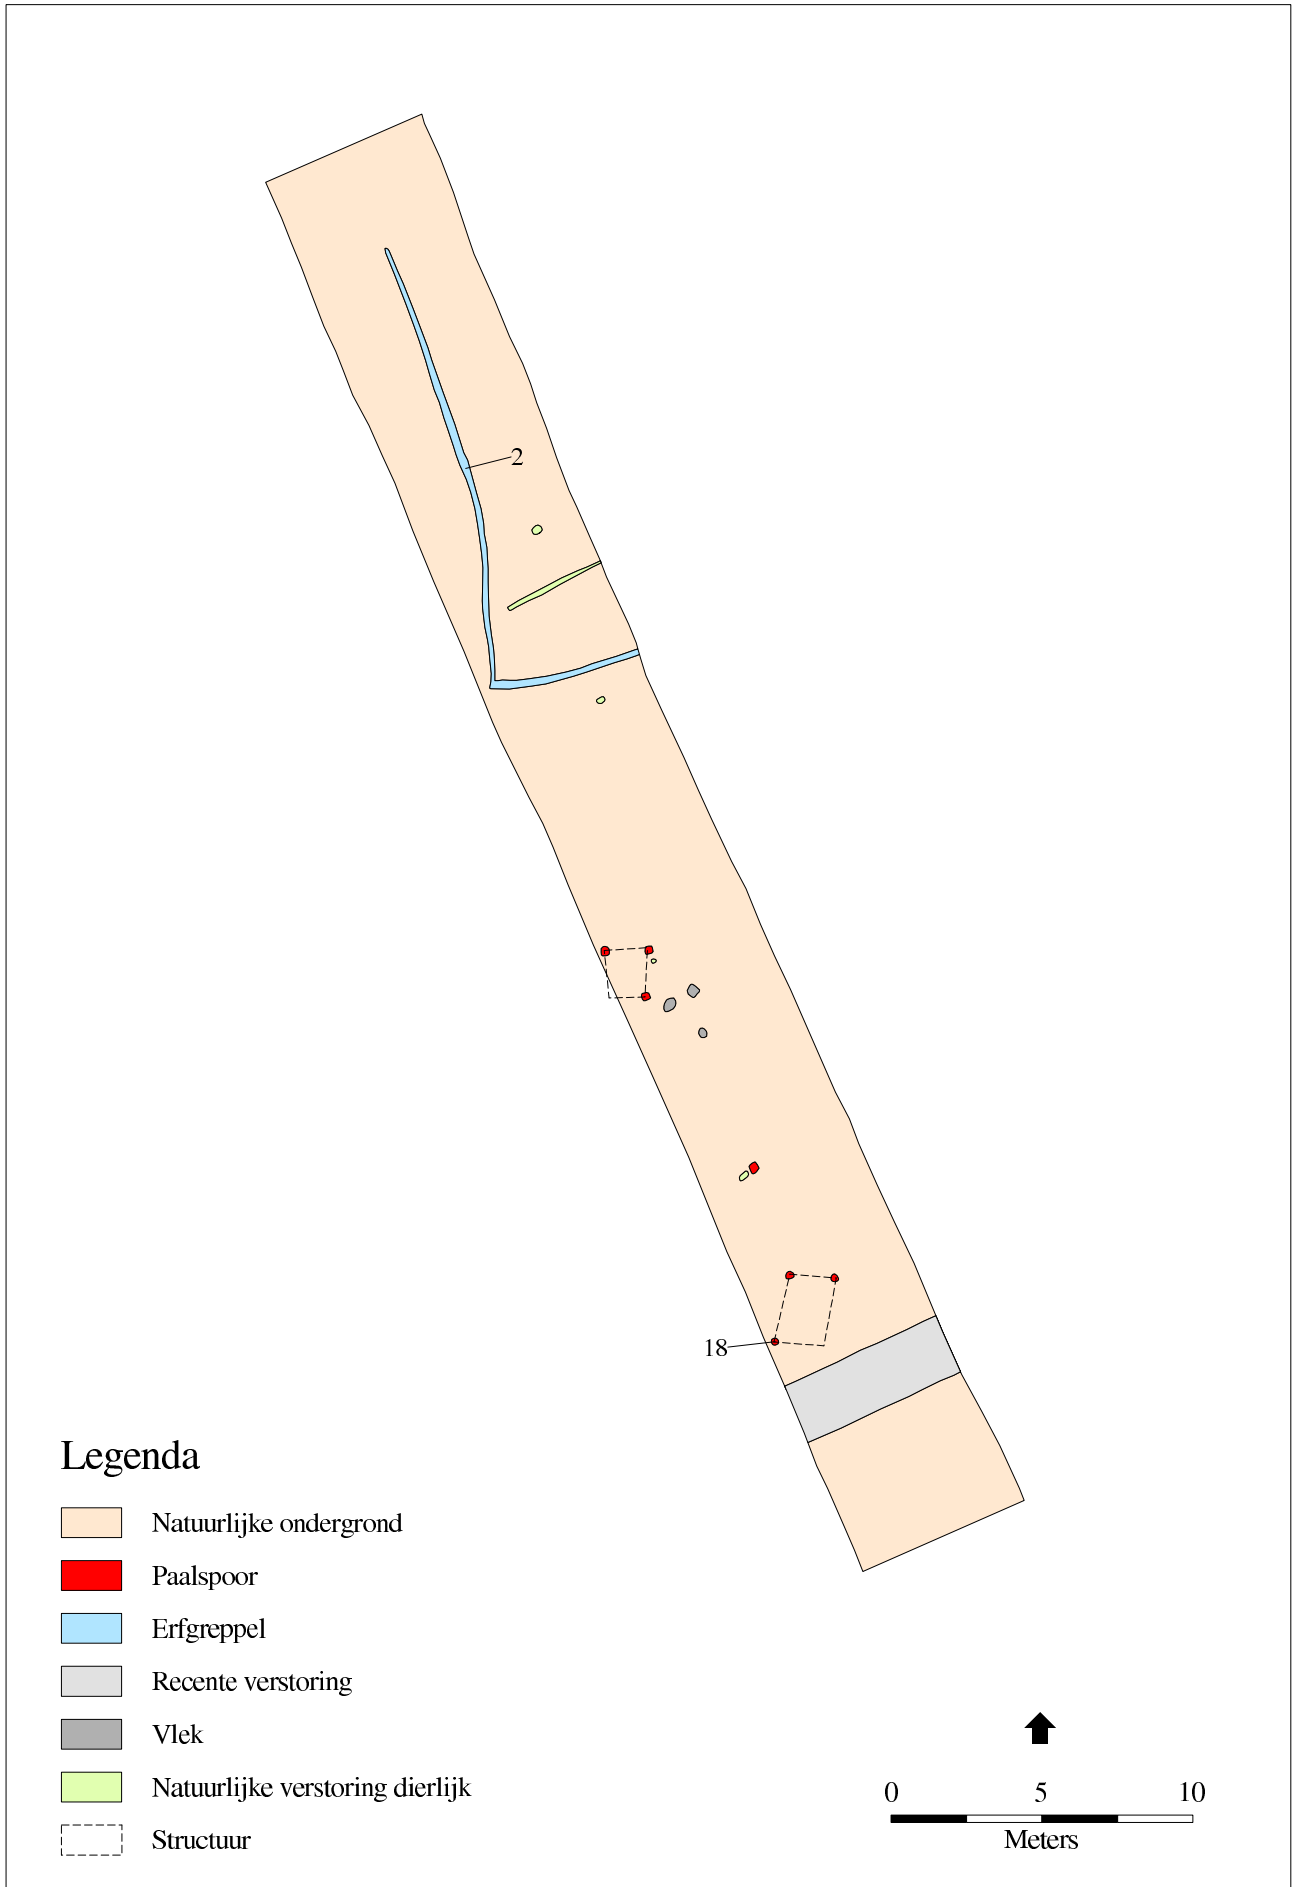 2
18
Legenda
Natuurlijke ondergrond
Paalspoor
Erfgreppel
Recente verstoring
Vlek
Natuurlijke verstoring dierlijk
Structuur
0 5 10
Meters